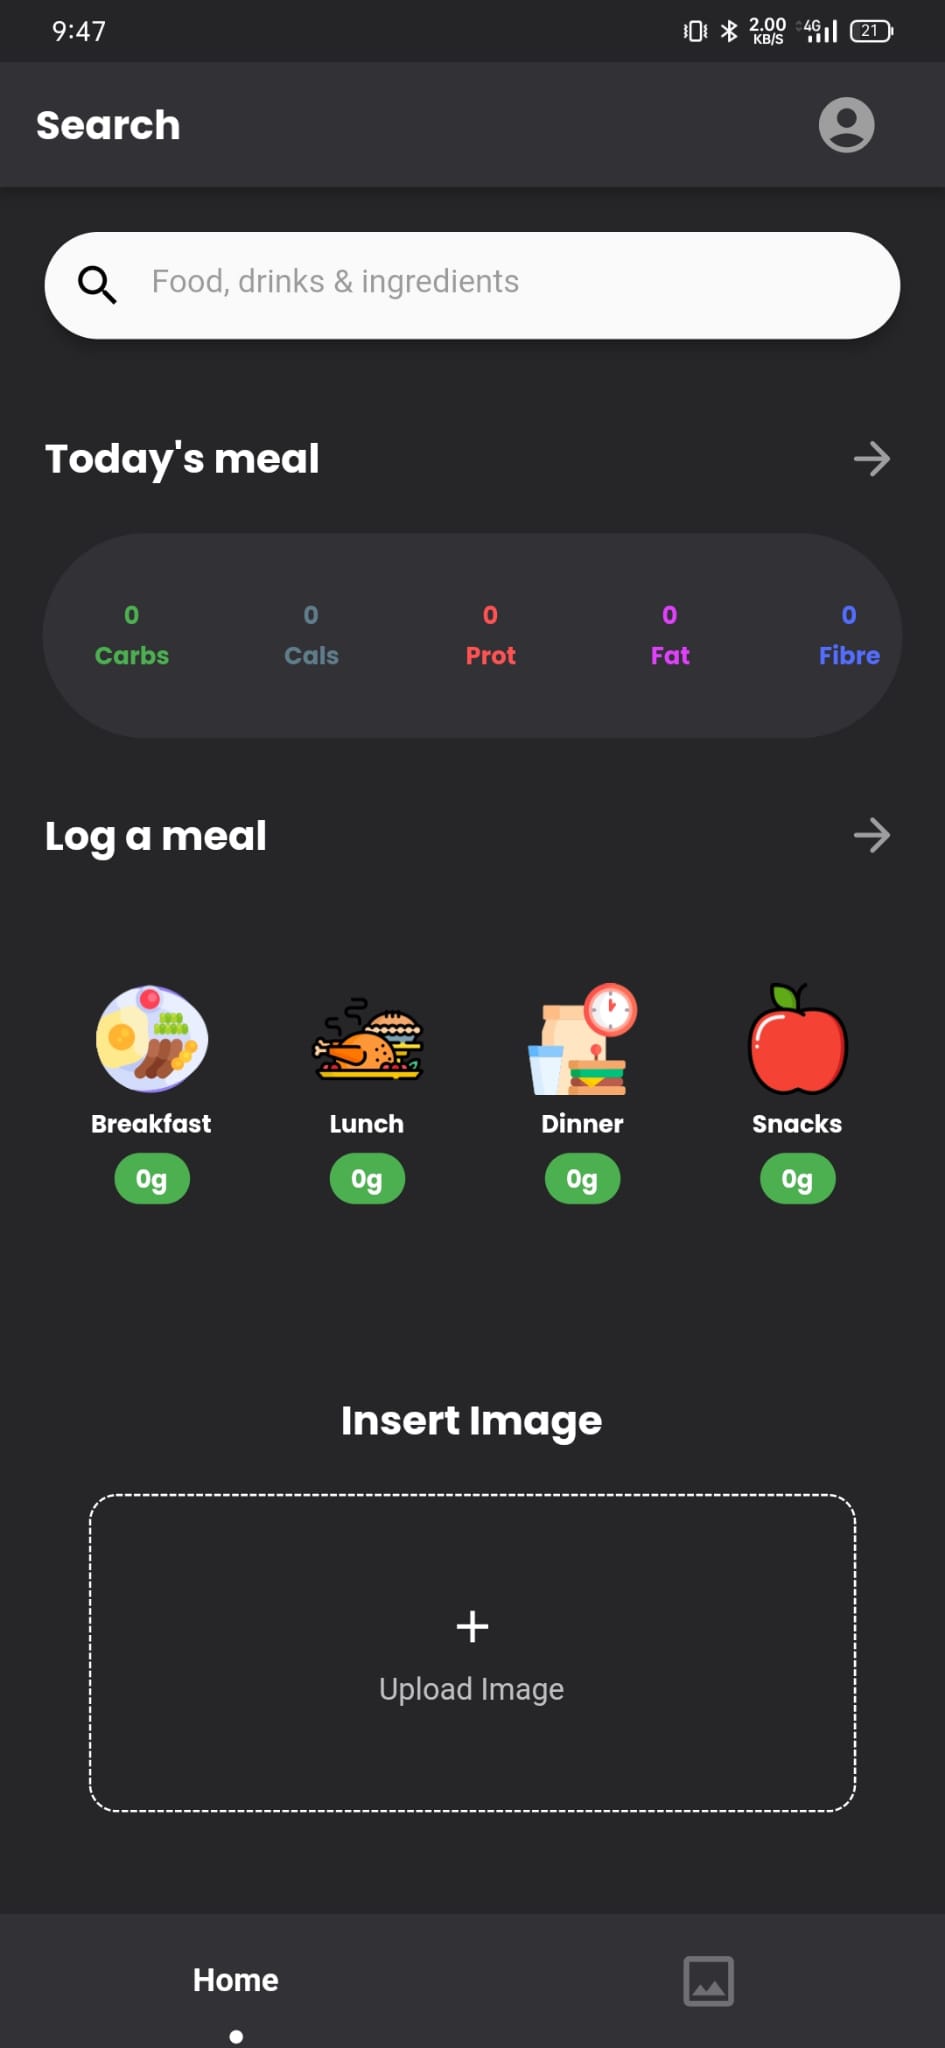 9:47
2.00
KB/S
4G
21
Search
Food, drinks & ingredients
Today's meal
0 0 0 0 0
Carbs Cals Prot Fat Fibre
Log a meal
Breakfast Lunch Dinner Snacks
0g 0g 0g 0g
Insert Image
+
Upload Image
Home